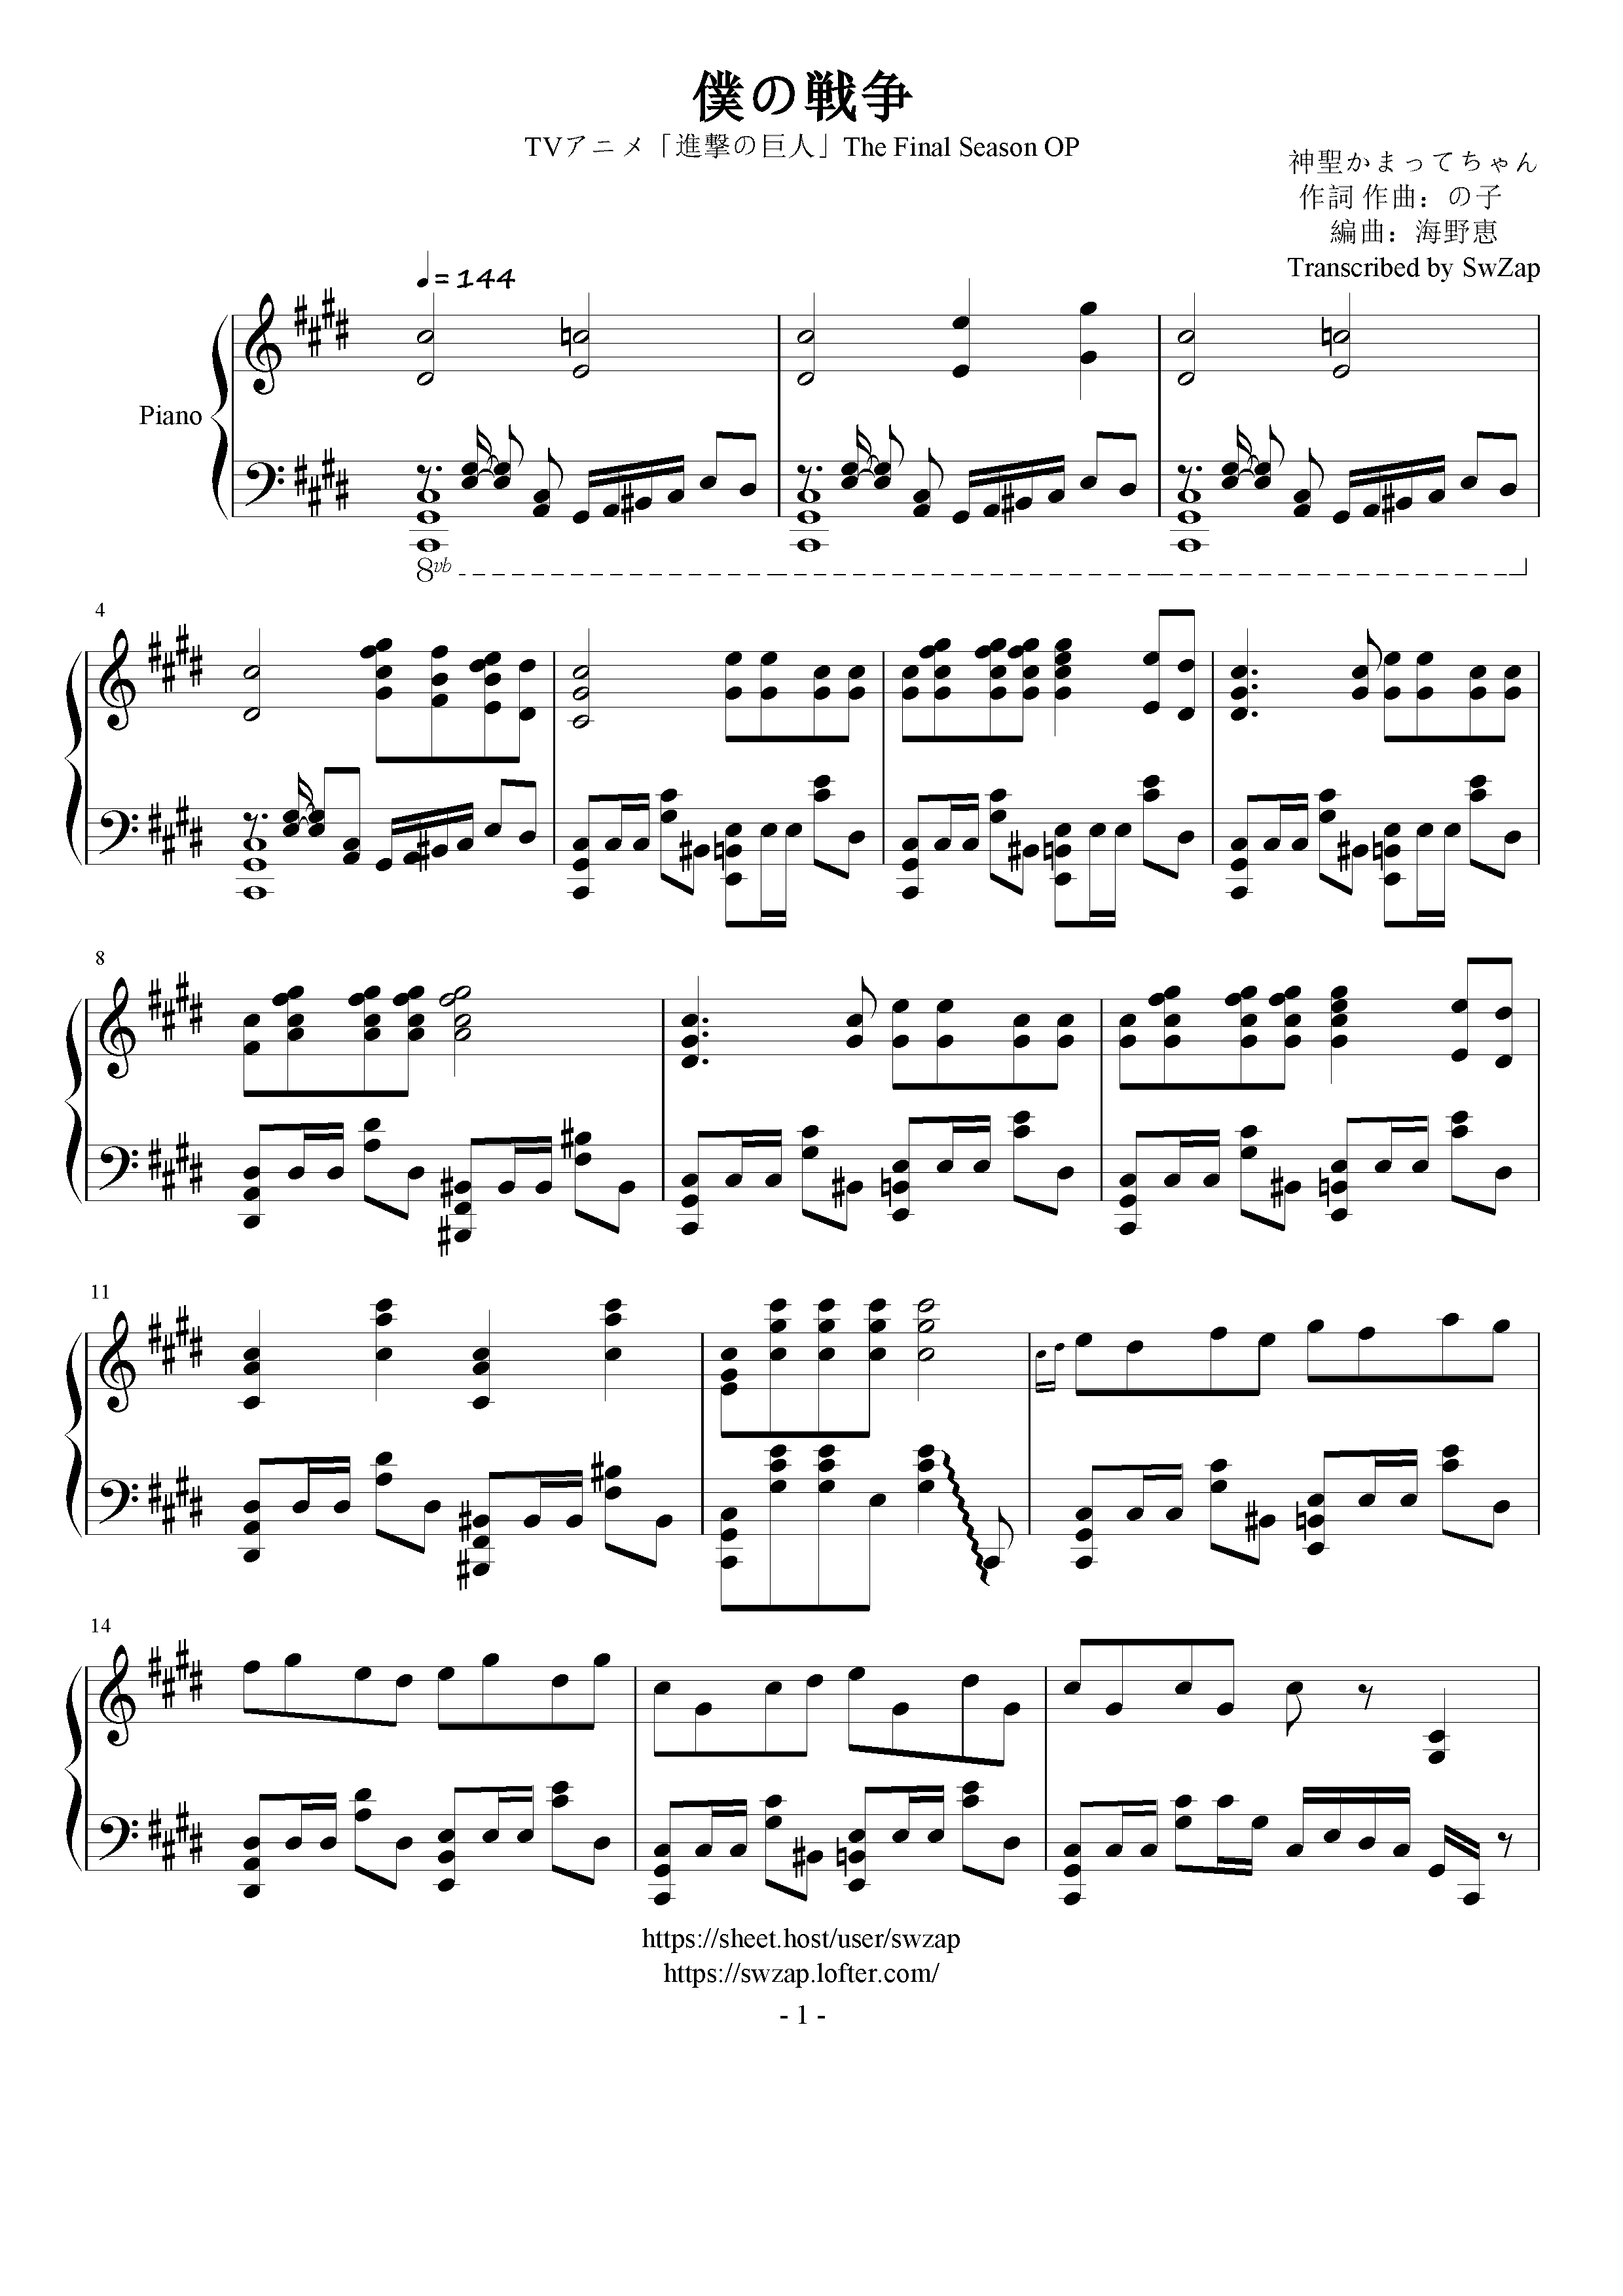 僕の戦争
TVアニメ「進撃の巨人」The Final Season OP
神聖かまってちゃん
作詞 作曲：の子
編曲：海野恵
Transcribed by SwZap
= 144
Piano
8vb
4
8
11
14
https://sheet.host/user/swzap
https://swzap.lofter.com/
- 1 -